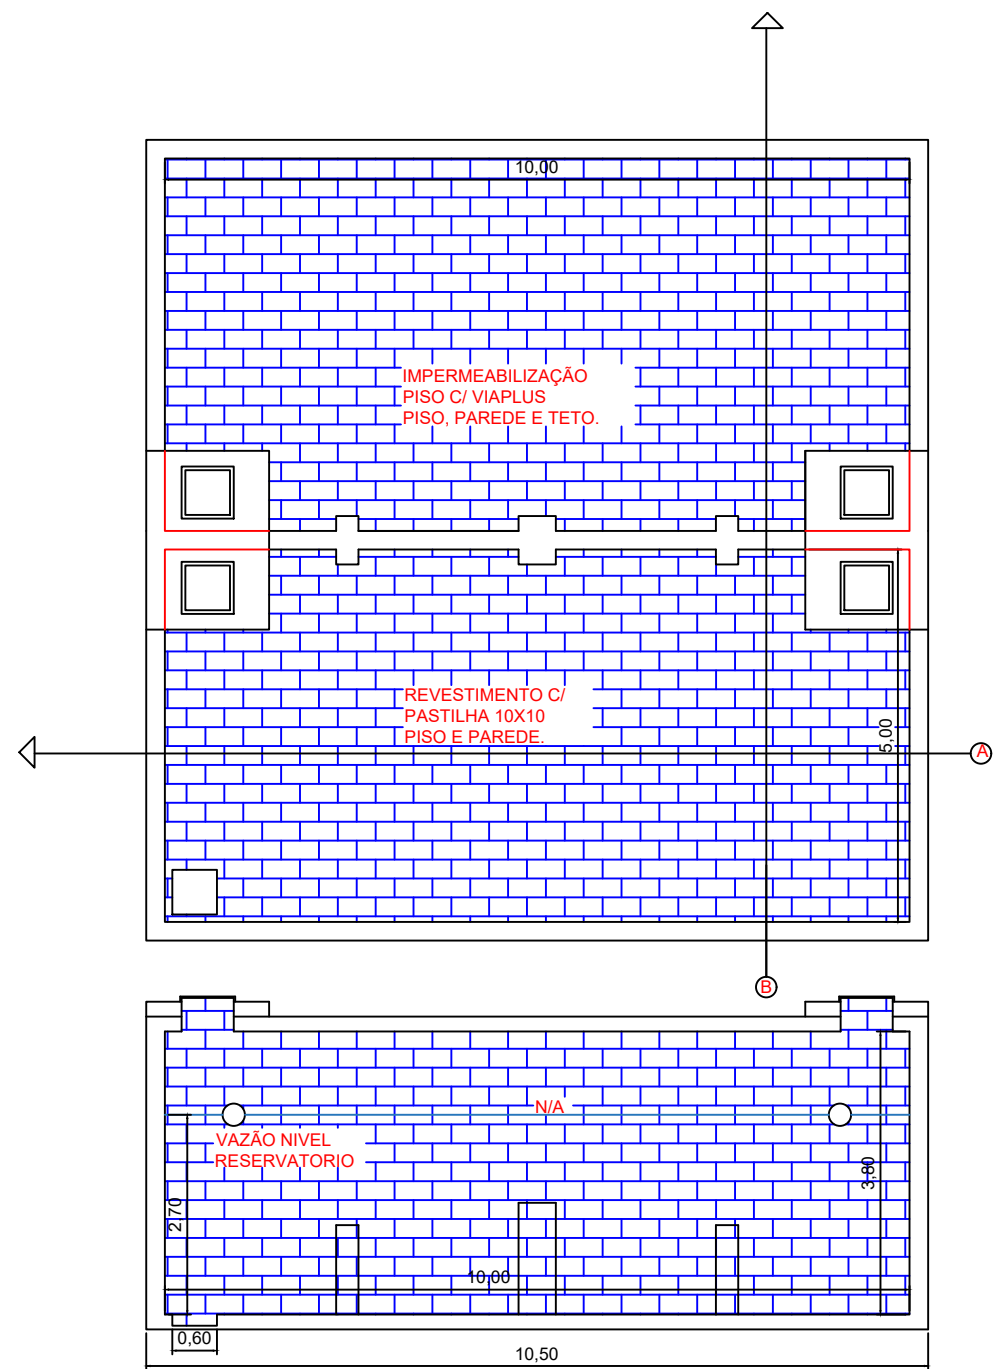 10,00
IMPERMEABILIZAÇÃO
PISO C/ VIAPLUS
PISO, PAREDE E TETO.
REVESTIMENTO C/
PASTILHA 10X10
PISO E PAREDE.
5,00
A
B
N/A
VAZÃO NIVEL
RESERVATORIO
3,80
2,70
10,00
0,60
10,50